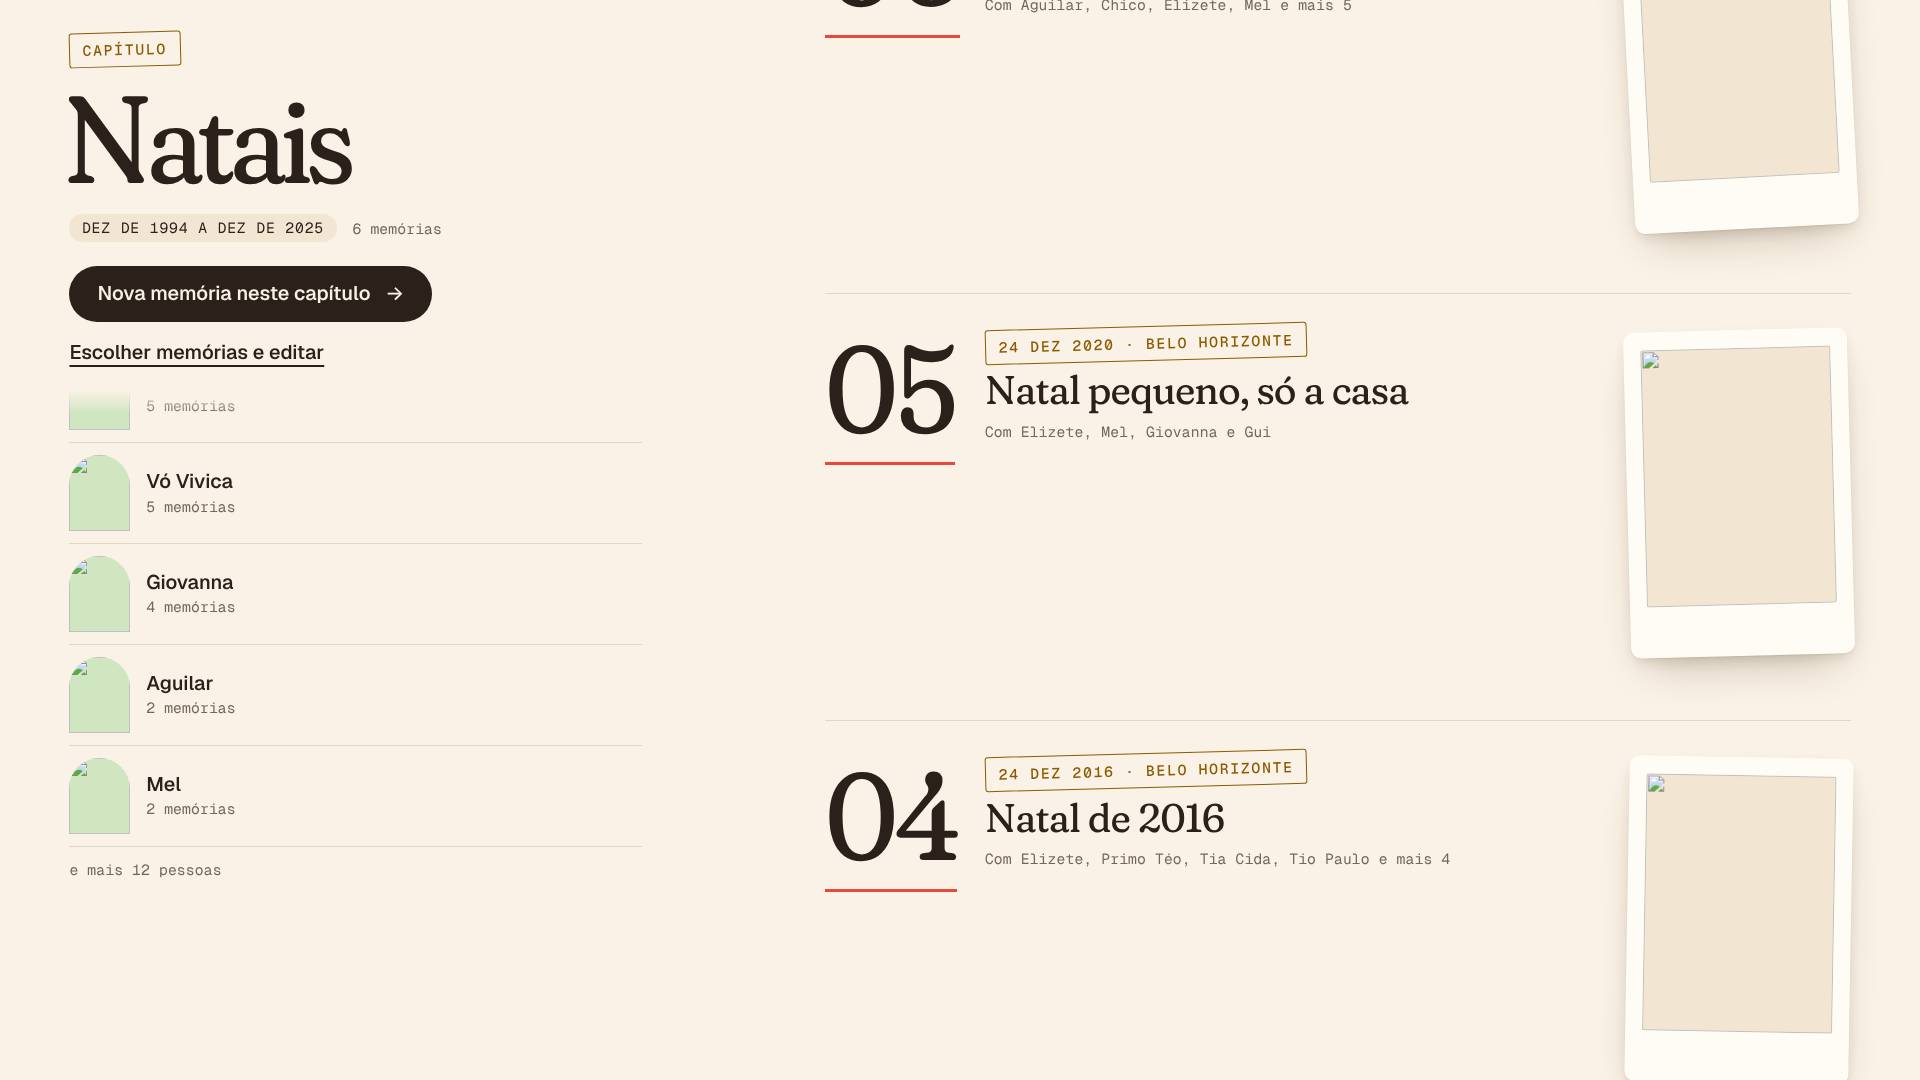 CAPÍTULO
Natais
DEZ DE 1994 A DEZ DE 2025
6 memórias
Nova memória neste capítulo →
Escolher memórias e editar
5 memórias
Vó Vivica
5 memórias
Giovanna
4 memórias
Aguilar
2 memórias
Mel
2 memórias
e mais 12 pessoas
Com Aguilar, Chico, Elizete, Mel e mais 5
05
24 DEZ 2020 · BELO HORIZONTE
Natal pequeno, só a casa
Com Elizete, Mel, Giovanna e Gui
04
24 DEZ 2016 · BELO HORIZONTE
Natal de 2016
Com Elizete, Primo Téo, Tia Cida, Tio Paulo e mais 4